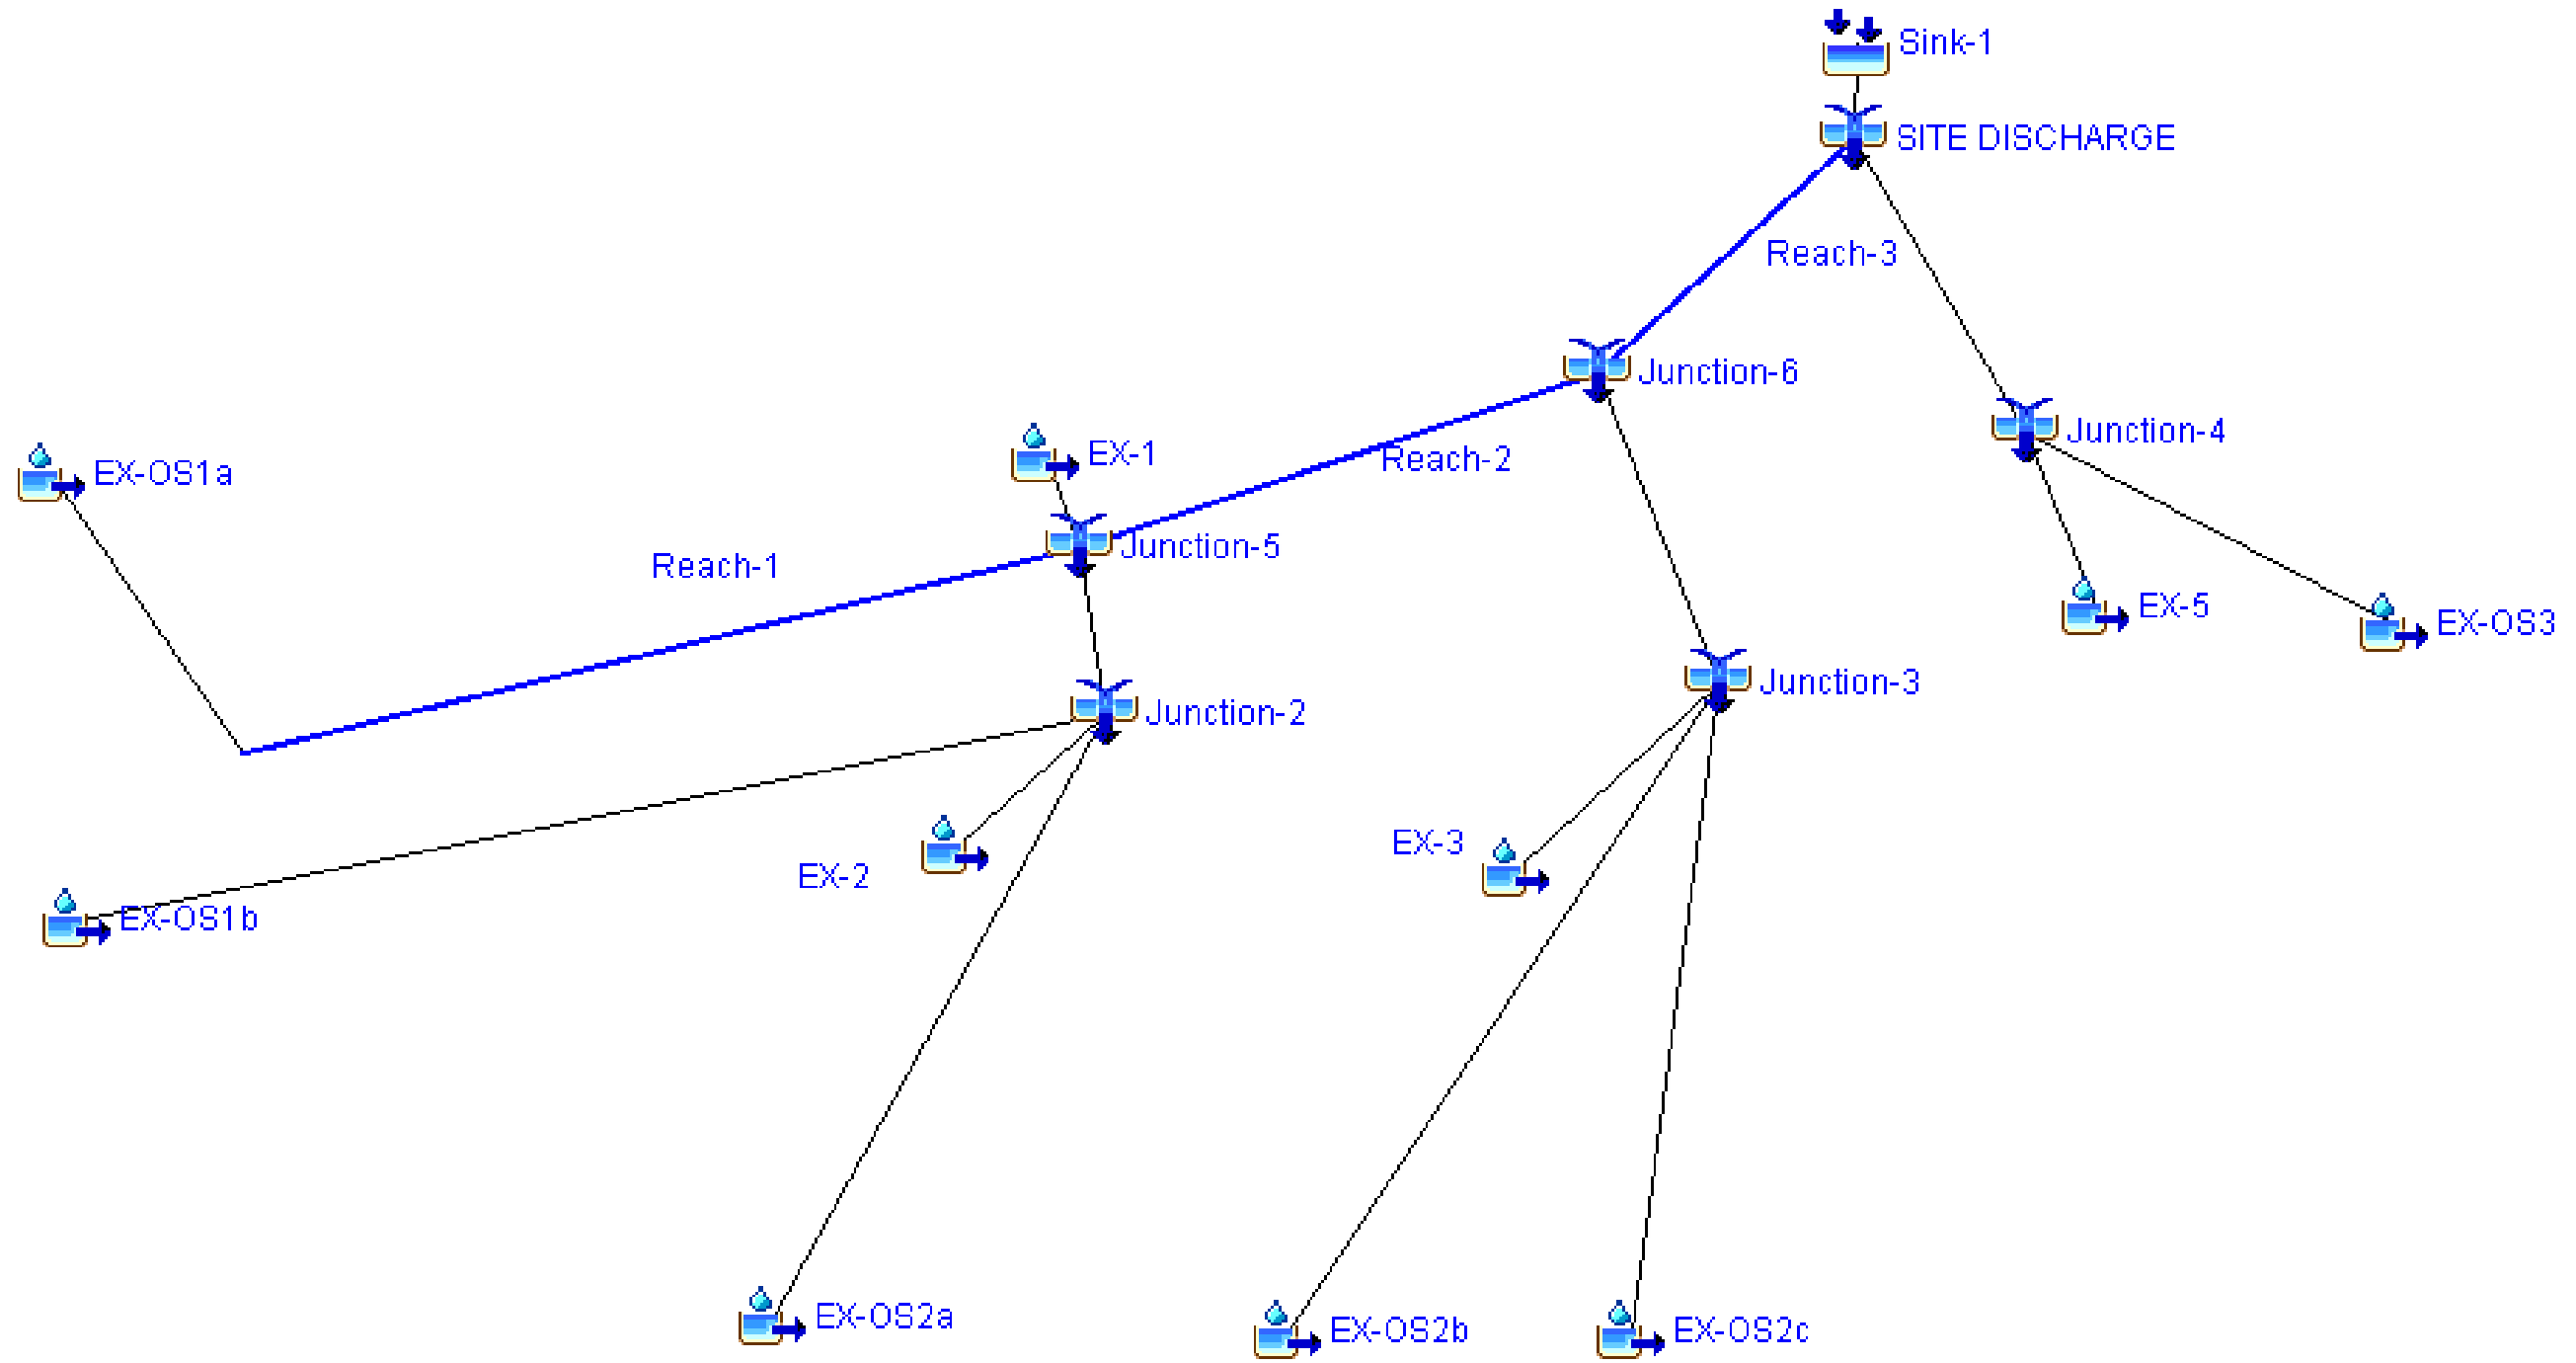 Sink-1
SITE DISCHARGE
Reach-3
Junction-6
Junction-4
EX-1
Reach-2
EX-OS1a
Junction-5
Reach-1
EX-5
EX-OS3
Junction-3
Junction-2
EX-3
EX-2
EX-OS1b
EX-OS2a
EX-OS2b
EX-OS2c